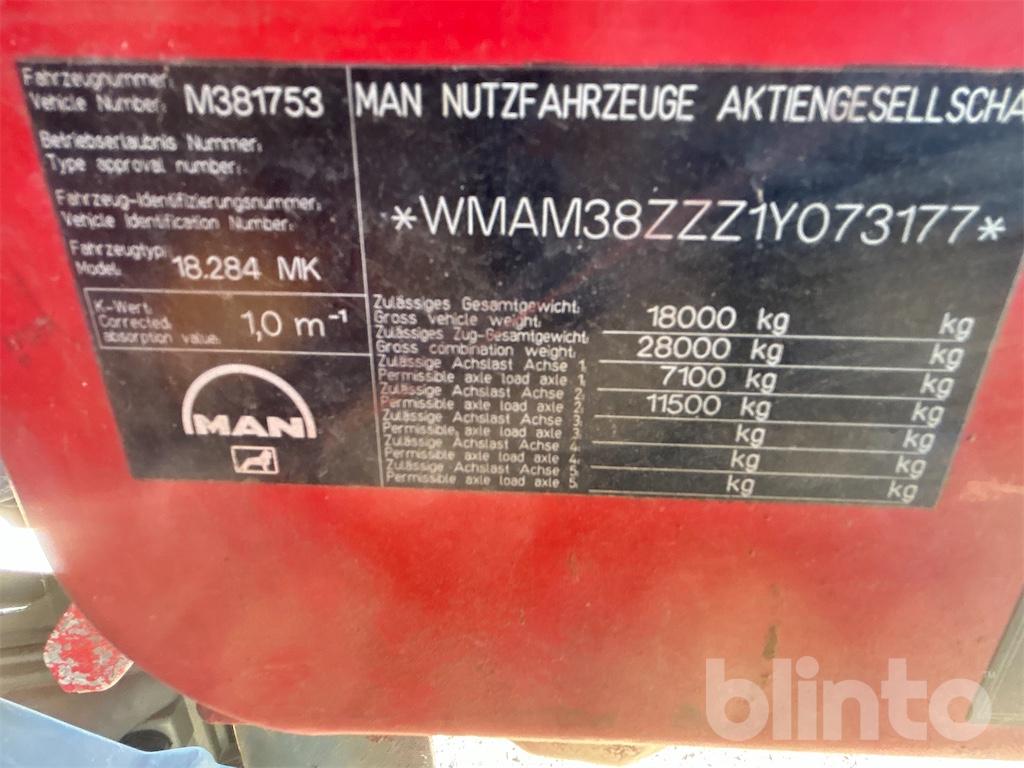 Fahrzeugnummer:
Vehicle Number: M381753
Betriebserlaubnis Nummer:
Type approval number:
Fahrzeug-Identifizierungsnummer:
Vehicle Identification Number:
Fahrzeugtyp:
Model: 18.284 MK
K-Wert:
Corrected
absorption value: 1,0 m⁻¹
MAN
MAN NUTZFAHRZEUGE AKTIENGESELLSCHA
*WMAM38ZZZ1Y073177*
Zulässiges Gesamtgewicht:
Gross vehicle weight: 18000 kg kg
Zulässiges Zug-Gesamtgewicht:
Gross combination weight: 28000 kg kg
Zulässige Achslast Achse 1:
Permissible axle load axle 1: 7100 kg kg
Zulässige Achslast Achse 2:
Permissible axle load axle 2: 11500 kg kg
Zulässige Achslast Achse 3:
Permissible axle load axle 3: kg kg
Zulässige Achslast Achse 4:
Permissible axle load axle 4: kg kg
Zulässige Achslast Achse 5:
Permissible axle load axle 5: kg kg
blinto™